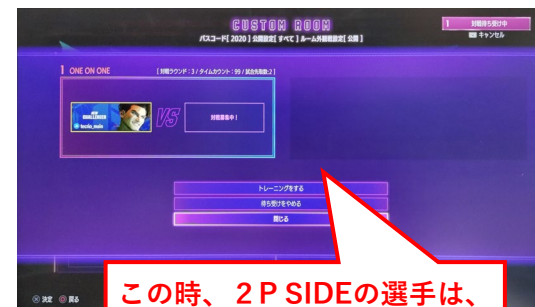 CUSTOM ROOM
パスコード[ 2020 ] 公開設定[ すべて ] ルーム外観戦設定[ 公開 ]
1 対戦待ち受け中
キャンセル
1 ONE ON ONE
[ 対戦ラウンド : 3 / タイムカウント : 99 / 試合先取数:2 ]
CHALLENGER
VS
対戦募集中！
トレーニングをする
待ち受けをやめる
閉じる
決定 戻る
この時、２P SIDEの選手は、